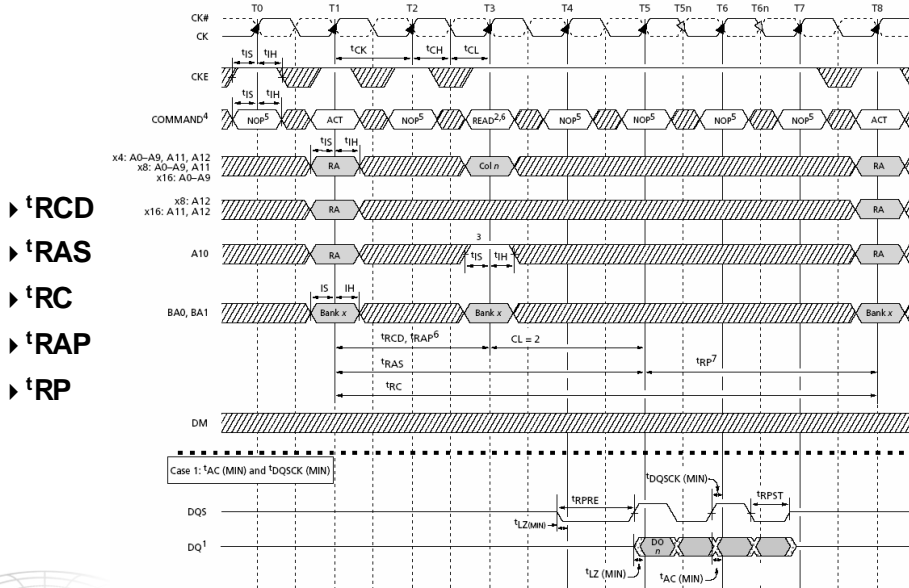 T0 T1 T2 T3 T4 T5 T5n T6 T6n T7 T8
CK#
CK
tIS tIH tCK tCH tCL
CKE
tIS tIH
COMMAND4 NOP5 ACT NOP5 READ2,6 NOP5 NOP5 NOP5 NOP5 ACT
tIS tIH
x4: A0–A9, A11, A12
x8: A0–A9, A11
x16: A0–A9
RA Col n RA
x8: A12
x16: A11, A12
RA RA
3
A10 RA tIS tIH RA
IS IH
BA0, BA1 Bank x Bank x Bank x
tRCD, tRAP6 CL = 2
tRAS tRP7
tRC
DM
tRCD
tRAS
tRC
tRAP
tRP
Case 1: tAC (MIN) and tDQSCK (MIN)
tDQSCK (MIN)
tRPRE tRPST
DQS
tLZ(MIN)
DQ1 DO
n
tLZ (MIN) tAC (MIN)